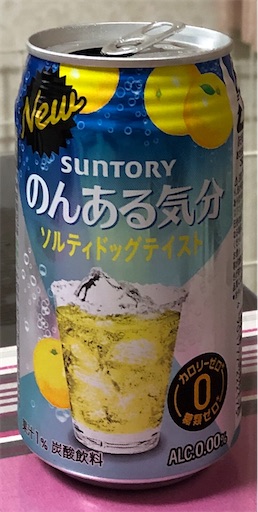 New
SUNTORY
のんある気分
ソルティドッグテイスト
カロリーゼロ
0
糖類ゼロ
果汁1% 炭酸飲料
ALC.0.00%